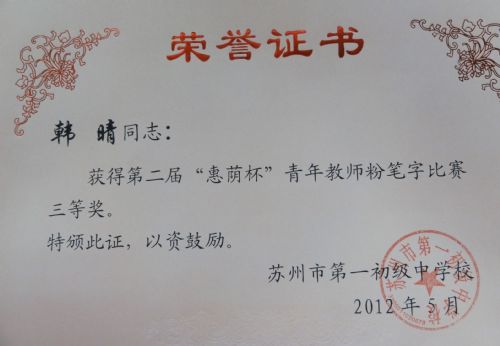 荣誉证书
韩 晴同志：
获得第二届“惠荫杯”青年教师粉笔字比赛
三等奖。
特颁此证，以资鼓励。
苏州市第一初级中学校
2012 年 5 月
苏州市第一初级中学校